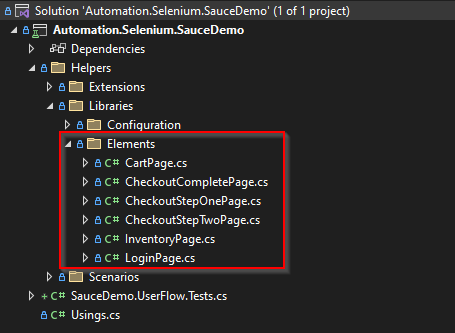 Solution 'Automation.Selenium.SauceDemo' (1 of 1 project)
Automation.Selenium.SauceDemo
Dependencies
Helpers
Extensions
Libraries
Configuration
Elements
C# CartPage.cs
C# CheckoutCompletePage.cs
C# CheckoutStepOnePage.cs
C# CheckoutStepTwoPage.cs
C# InventoryPage.cs
C# LoginPage.cs
Scenarios
+ C# SauceDemo.UserFlow.Tests.cs
C# Usings.cs